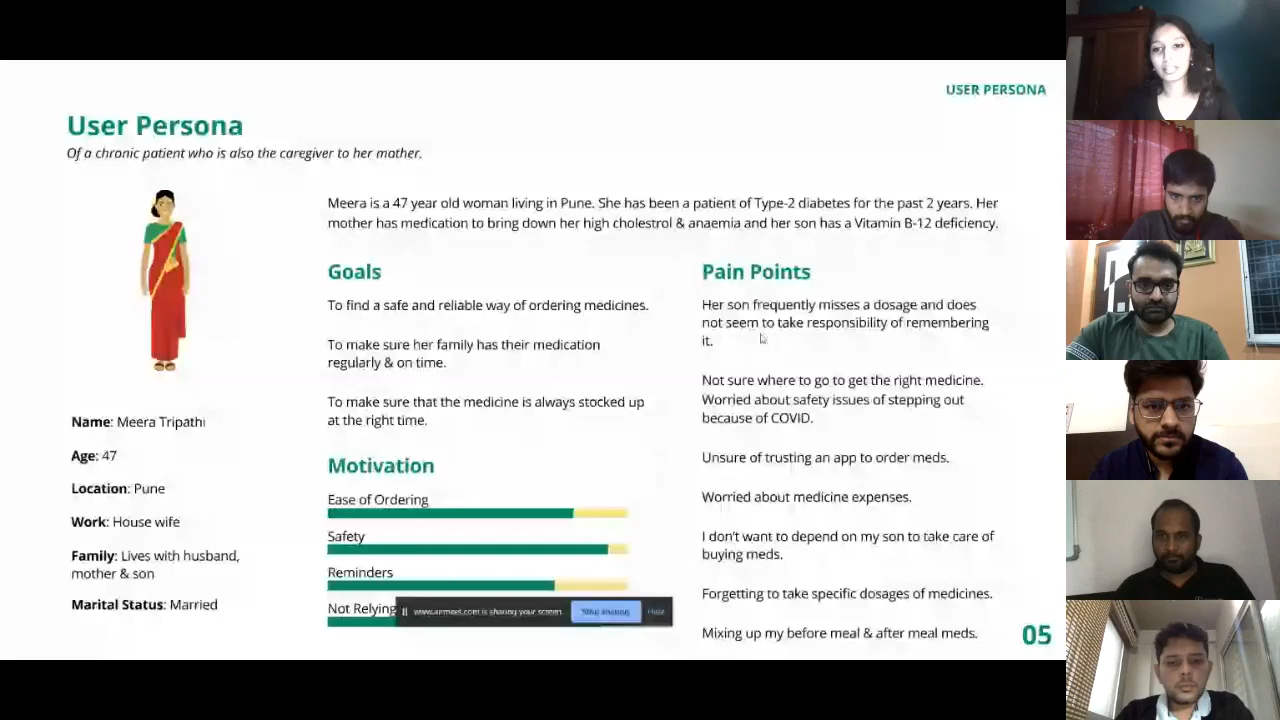 USER PERSONA
User Persona
Of a chronic patient who is also the caregiver to her mother.
Meera is a 47 year old woman living in Pune. She has been a patient of Type-2 diabetes for the past 2 years. Her
mother has medication to bring down her high cholestrol & anaemia and her son has a Vitamin B-12 deficiency.
Name: Meera Tripathi
Age: 47
Location: Pune
Work: House wife
Family: Lives with husband,
mother & son
Marital Status: Married
Goals
To find a safe and reliable way of ordering medicines.
To make sure her family has their medication
regularly & on time.
To make sure that the medicine is always stocked up
at the right time.
Motivation
Ease of Ordering
Safety
Reminders
Not Relying
www.airmeet.com is sharing your screen.
Stop sharing
Hide
Pain Points
Her son frequently misses a dosage and does
not seem to take responsibility of remembering
it.
Not sure where to go to get the right medicine.
Worried about safety issues of stepping out
because of COVID.
Unsure of trusting an app to order meds.
Worried about medicine expenses.
I don't want to depend on my son to take care of
buying meds.
Forgetting to take specific dosages of medicines.
Mixing up my before meal & after meal meds.
05